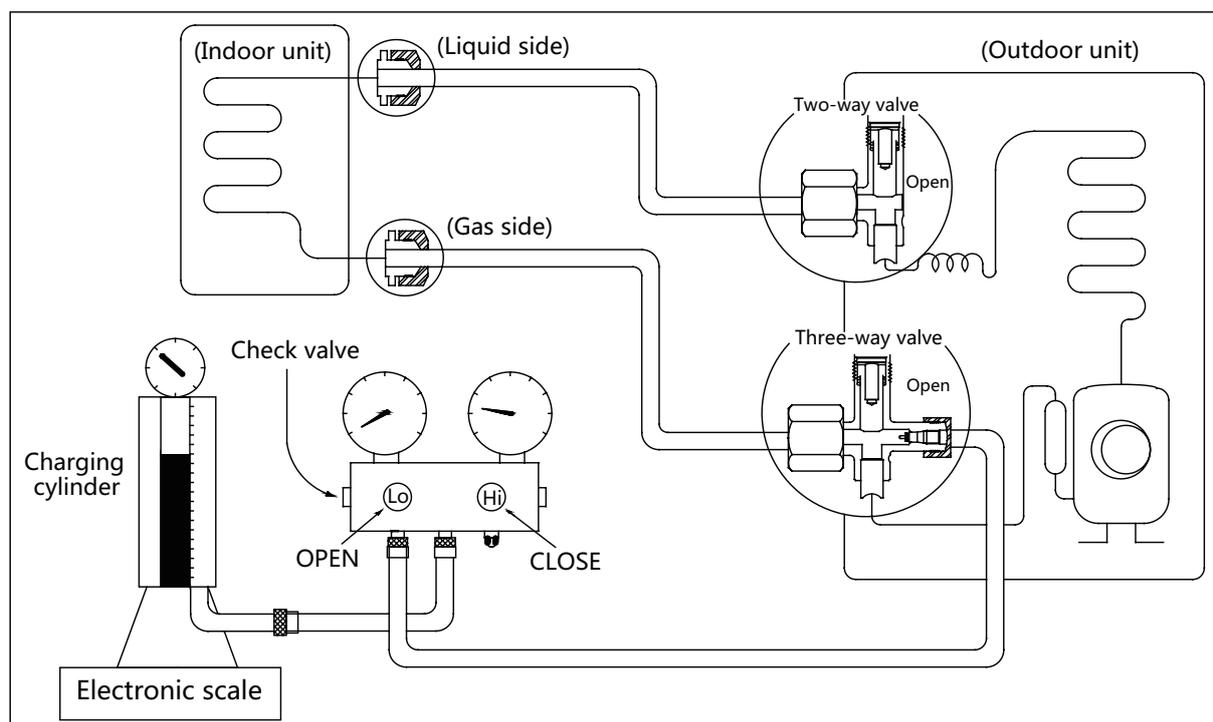 (Indoor unit)
(Liquid side)
(Outdoor unit)
Two-way valve
Open
(Gas side)
Three-way valve
Open
Check valve
Charging
cylinder
Lo
Hi
OPEN
CLOSE
Electronic scale